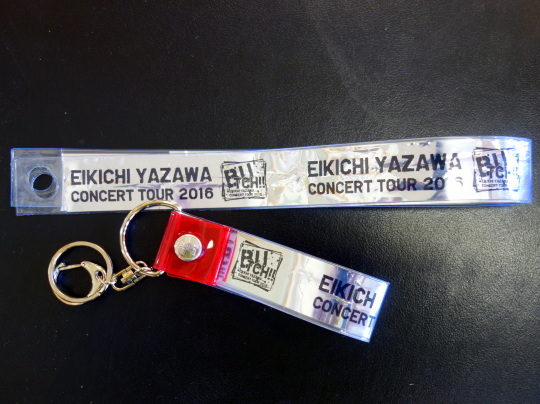 EIKICHI YAZAWA
CONCERT TOUR 2016
BUTCH!!
EIKICHI YAZAWA
CONCERT TOUR 2016
BUTCH!!
BUTCH!!
EIKICH
CONCERT